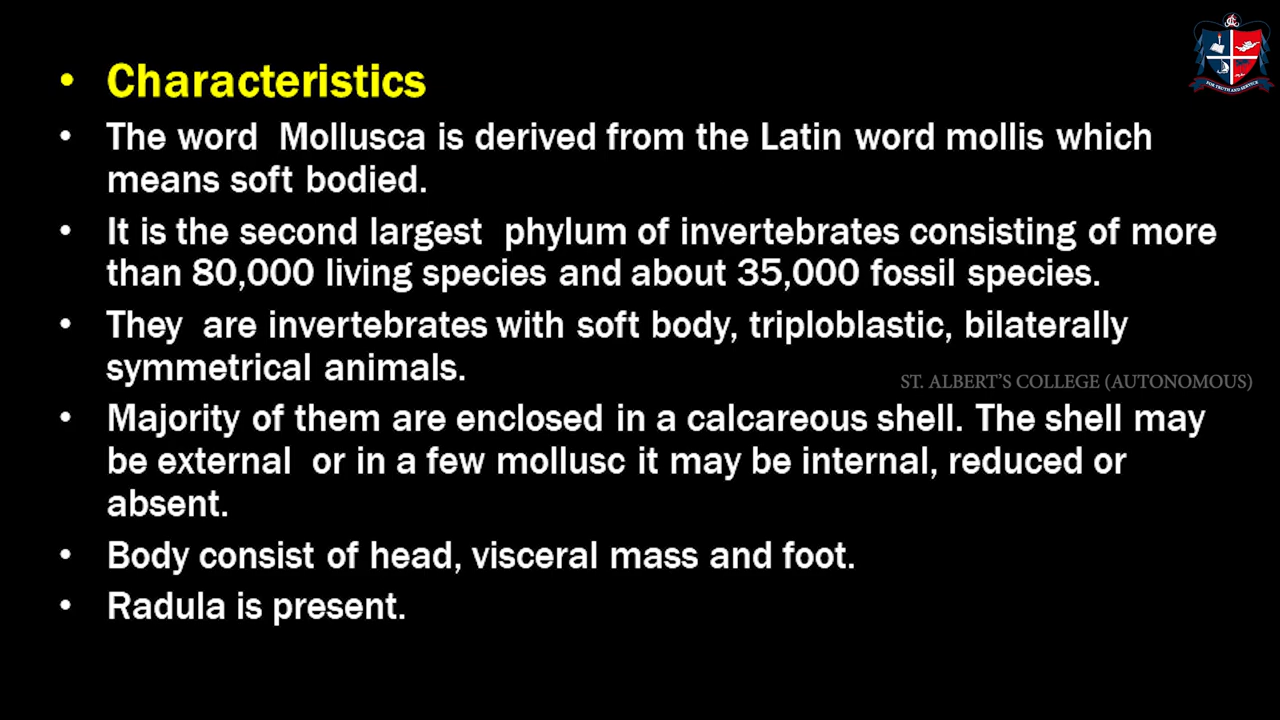 • Characteristics
• The word Mollusca is derived from the Latin word mollis which
means soft bodied.
• It is the second largest phylum of invertebrates consisting of more
than 80,000 living species and about 35,000 fossil species.
• They are invertebrates with soft body, triploblastic, bilaterally
symmetrical animals.
ST. ALBERT'S COLLEGE (AUTONOMOUS)
• Majority of them are enclosed in a calcareous shell. The shell may
be external or in a few mollusc it may be internal, reduced or
absent.
• Body consist of head, visceral mass and foot.
• Radula is present.
FOR TRUTH AND SERVICE